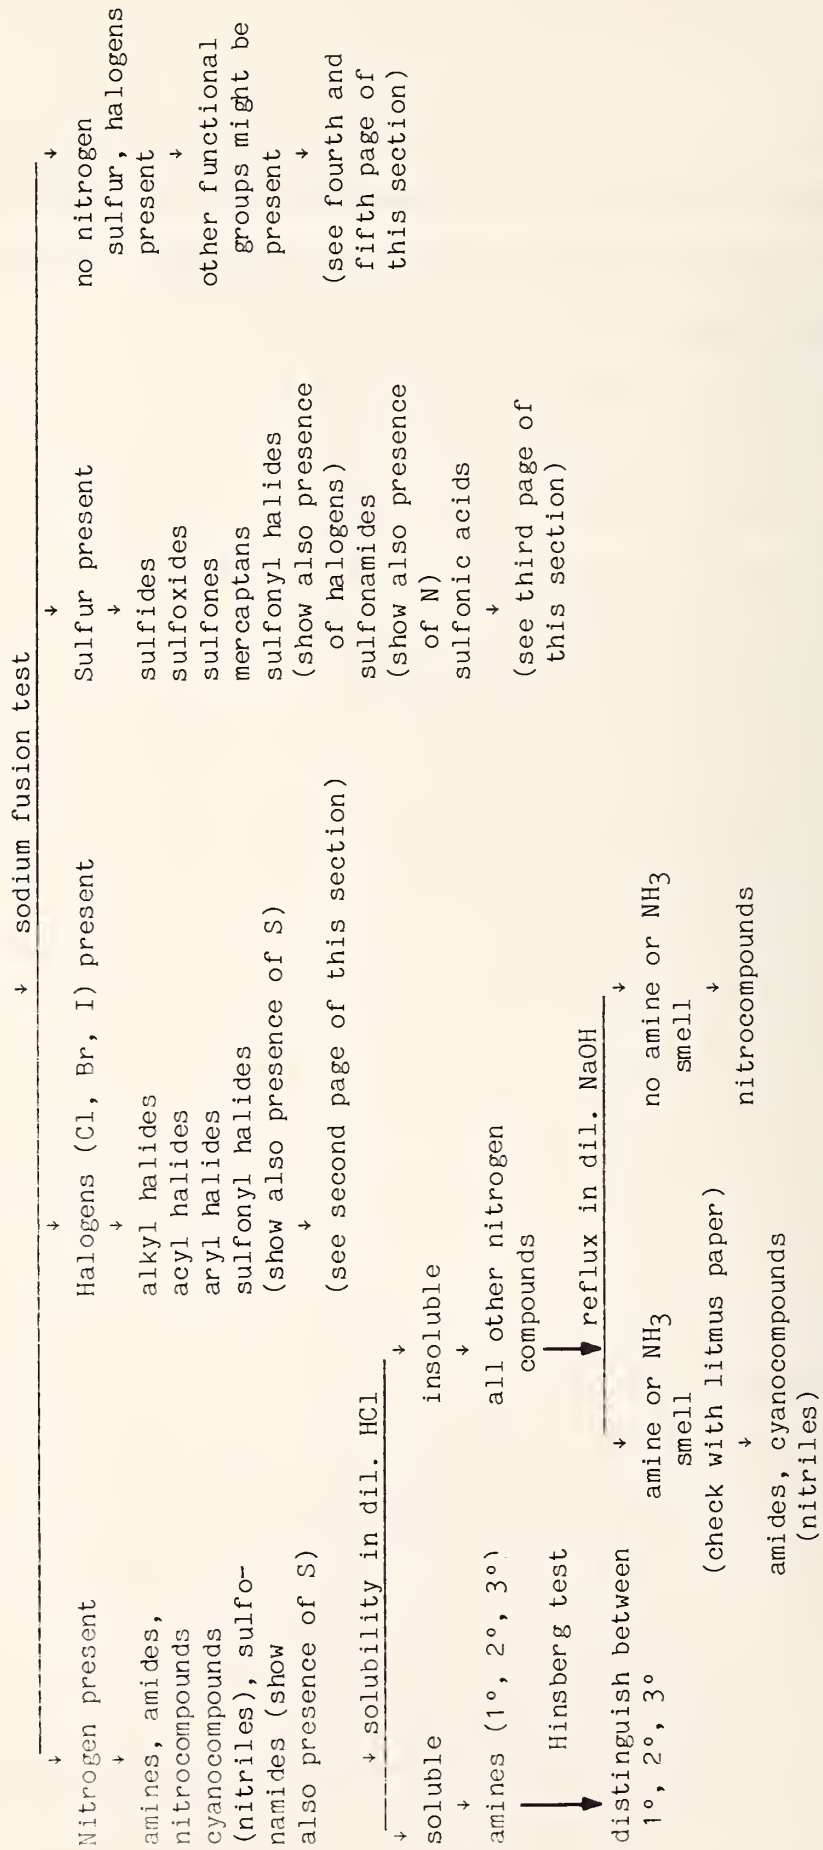 sodium fusion test
Nitrogen present
amines, amides,
nitrocompounds
cyanocompounds
(nitriles), sulfo-
namides (show
also presence of S)
solubility in dil. HCl
soluble
amines (1°, 2°, 3°)
Hinsberg test
distinguish between
1°, 2°, 3°
insoluble
all other nitrogen
compounds
reflux in dil. NaOH
amine or NH3
smell
(check with litmus paper)
amides, cyanocompounds
(nitriles)
no amine or NH3
smell
nitrocompounds
Halogens (Cl, Br, I) present
alkyl halides
acyl halides
aryl halides
sulfonyl halides
(show also presence of S)
(see second page of this section)
Sulfur present
sulfides
sulfoxides
sulfones
mercaptans
sulfonyl halides
(show also presence
of halogens)
sulfonamides
(show also presence
of N)
sulfonic acids
(see third page of
this section)
no nitrogen
sulfur, halogens
present
other functional
groups might be
present
(see fourth and
fifth page of
this section)